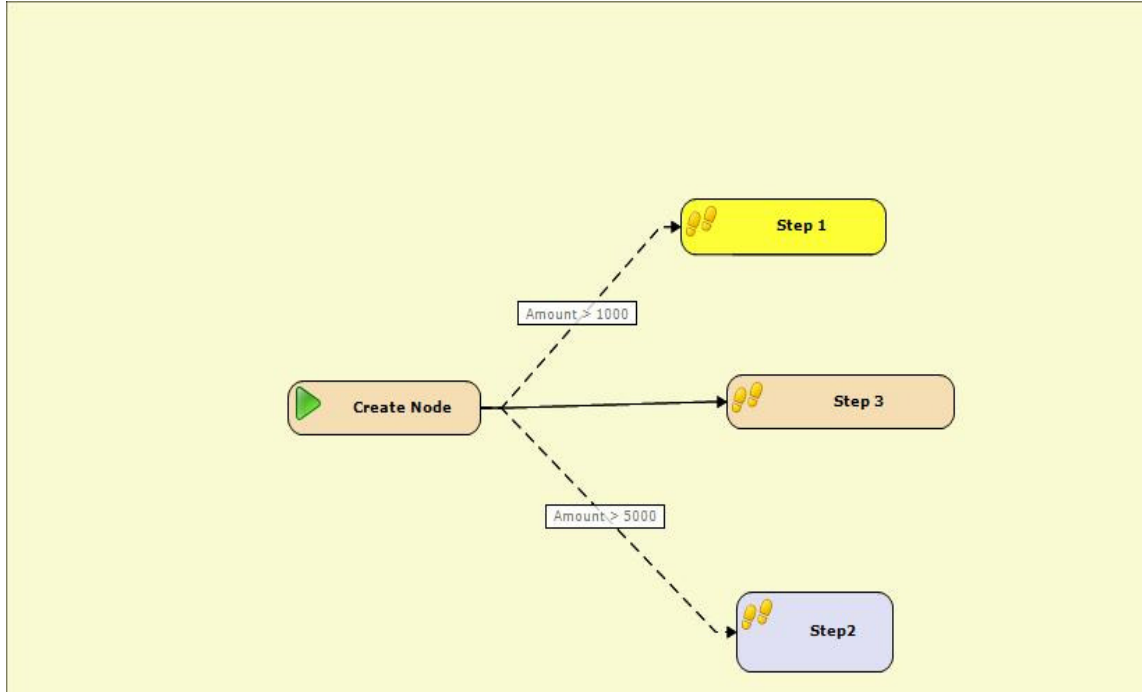 Step 1
Amount > 1000
Create Node
Step 3
Amount > 5000
Step2